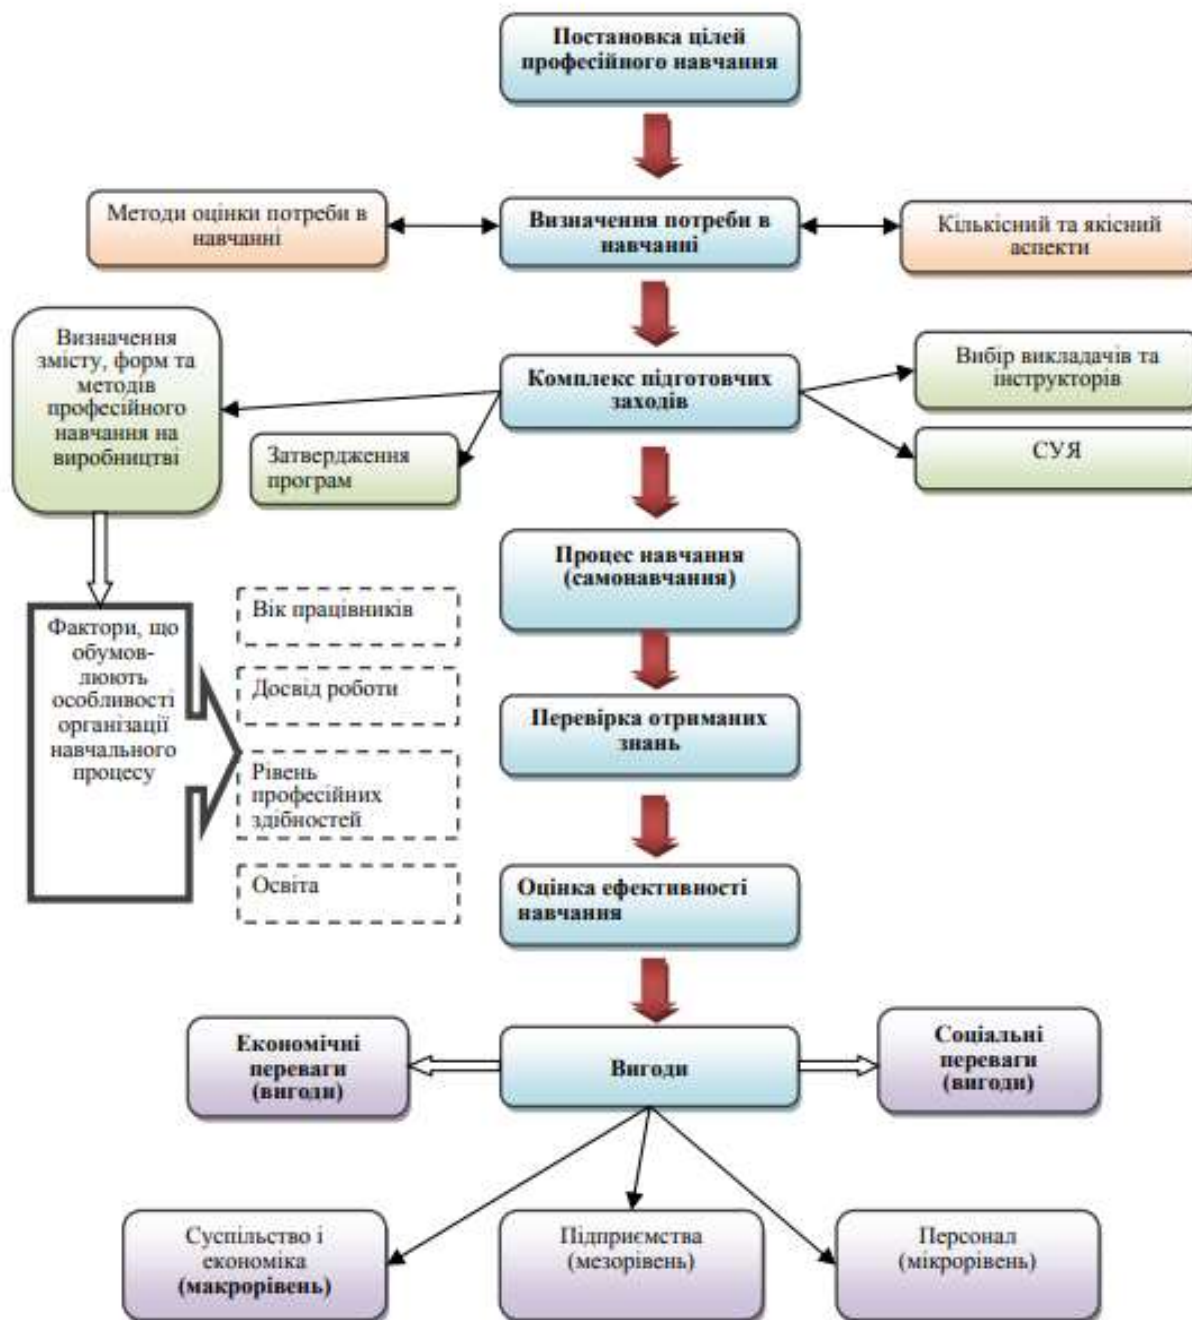 Постановка цілей
професійного навчання
Методи оцінки потреби в
навчанні
Визначення потреби в
навчанні
Кількісний та якісний
аспекти
Визначення
змісту, форм та
методів
професійного
навчання на
виробництві
Комплекс підготовчих
заходів
Вибір викладачів та
інструкторів
Затвердження
програм
СУЯ
Процес навчання
(самонавчання)
Фактори, що
обумов-
люють
особливості
організації
навчального
процесу
Вік працівників
Досвід роботи
Рівень
професійних
здібностей
Освіта
Перевірка отриманих
знань
Оцінка ефективності
навчання
Економічні
переваги
(вигоди)
Вигоди
Соціальні
переваги
(вигоди)
Суспільство і
економіка
(макрорівень)
Підприємства
(мезорівень)
Персонал
(мікрорівень)